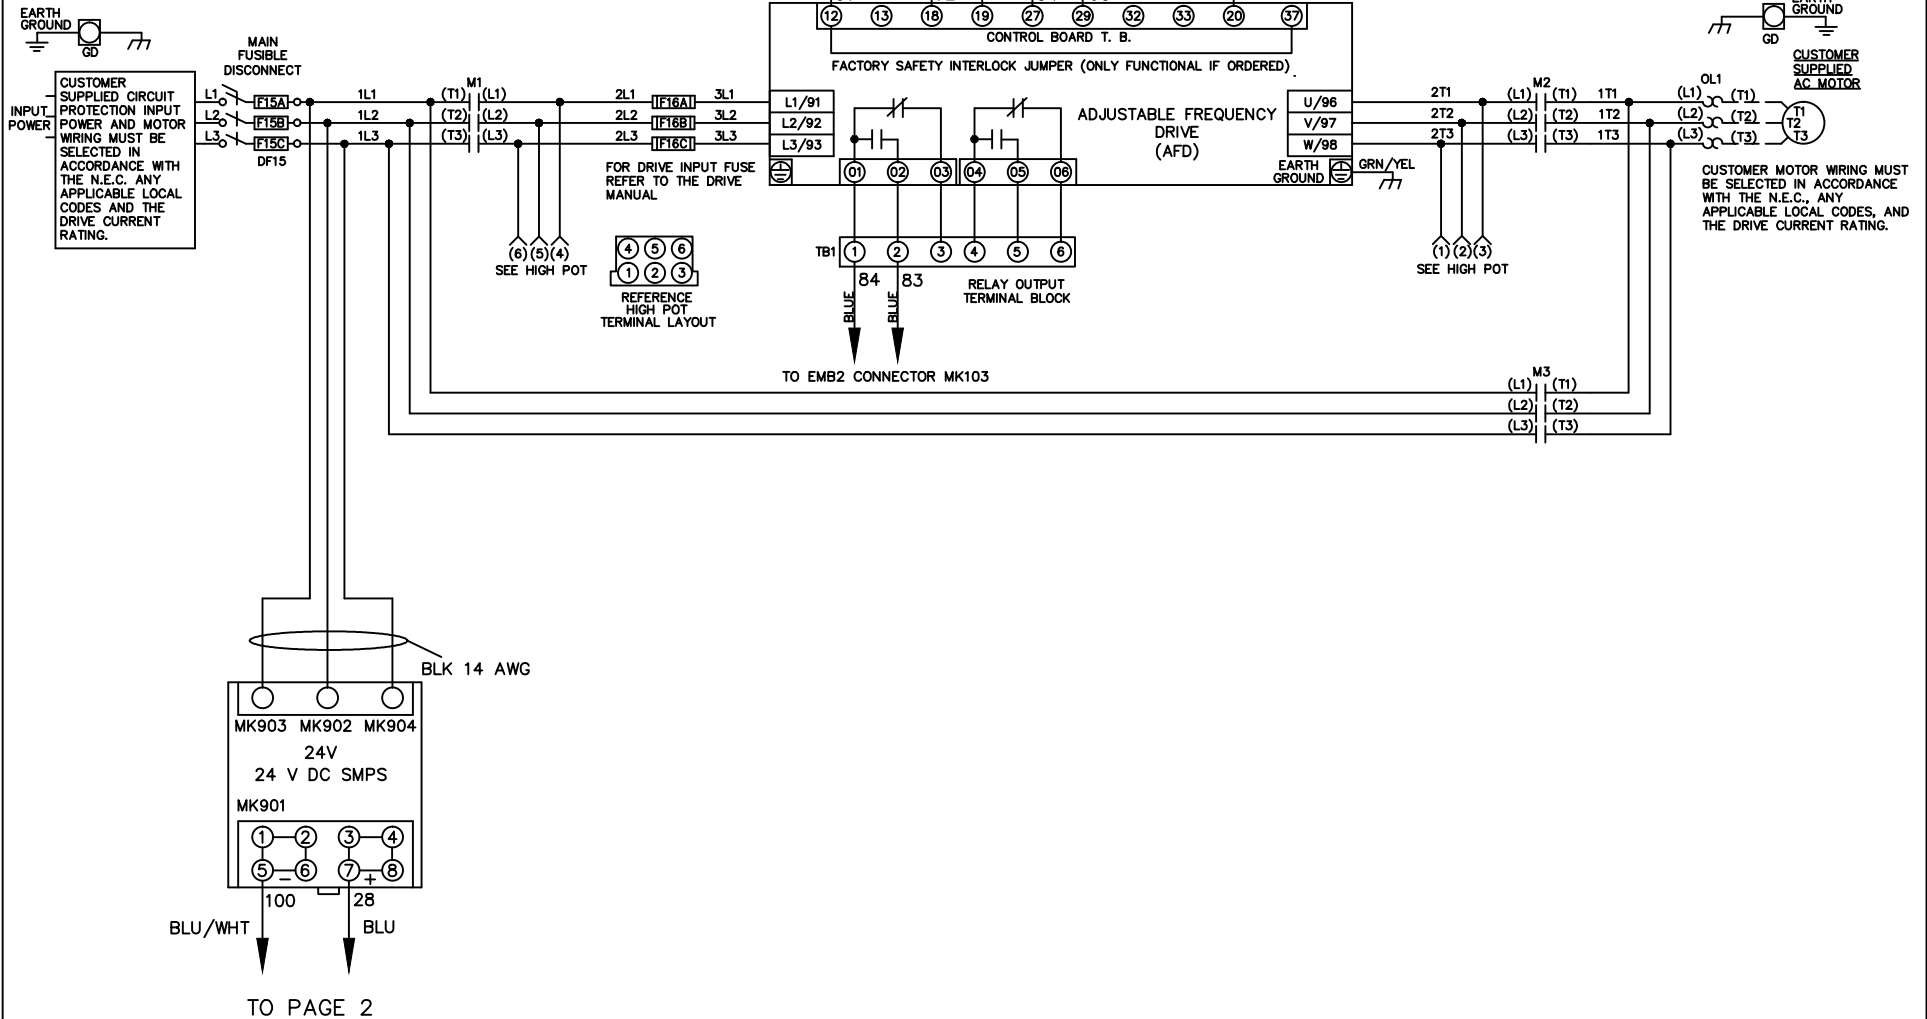 EARTH
GROUND
GD
MAIN
FUSIBLE
DISCONNECT
INPUT
POWER
CUSTOMER
SUPPLIED CIRCUIT
PROTECTION INPUT
POWER AND MOTOR
WIRING MUST BE
SELECTED IN
ACCORDANCE WITH
THE N.E.C. ANY
APPLICABLE LOCAL
CODES AND THE
DRIVE CURRENT
RATING.
L1 F15A 1L1 (T1) M1 (L1) 2L1 F16A 3L1
L2 F15B 1L2 (T2) (L2) 2L2 F16B 3L2
L3 F15C 1L3 (T3) (L3) 2L3 F16C 3L3
DF15
FOR DRIVE INPUT FUSE
REFER TO THE DRIVE
MANUAL
(6) (5) (4)
SEE HIGH POT
4 5 6
1 2 3
REFERENCE
HIGH POT
TERMINAL LAYOUT
12 13 18 19 27 29 32 33 20 37
CONTROL BOARD T. B.
FACTORY SAFETY INTERLOCK JUMPER (ONLY FUNCTIONAL IF ORDERED)
L1/91
L2/92
L3/93
ADJUSTABLE FREQUENCY
DRIVE
(AFD)
U/96
V/97
W/98
01 02 03 04 05 06
EARTH
GROUND
GRN/YEL
TB1 1 2 3 4 5 6
84 83
BLUE BLUE
RELAY OUTPUT
TERMINAL BLOCK
TO EMB2 CONNECTOR MK103
2T1 (L1) M2 (T1) 1T1 (L1) OL1 (T1)
2T2 (L2) (T2) 1T2 (L2) (T2)
2T3 (L3) (T3) 1T3 (L3) (T3)
(1) (2) (3)
SEE HIGH POT
EARTH
GROUND
GD
CUSTOMER
SUPPLIED
AC MOTOR
T1
T2
T3
CUSTOMER MOTOR WIRING MUST
BE SELECTED IN ACCORDANCE
WITH THE N.E.C., ANY
APPLICABLE LOCAL CODES, AND
THE DRIVE CURRENT RATING.
M3
(L1) (T1)
(L2) (T2)
(L3) (T3)
BLK 14 AWG
MK903 MK902 MK904
24V
24 V DC SMPS
MK901
1 2 3 4
5 6 7 8
- +
100 28
BLU/WHT BLU
TO PAGE 2